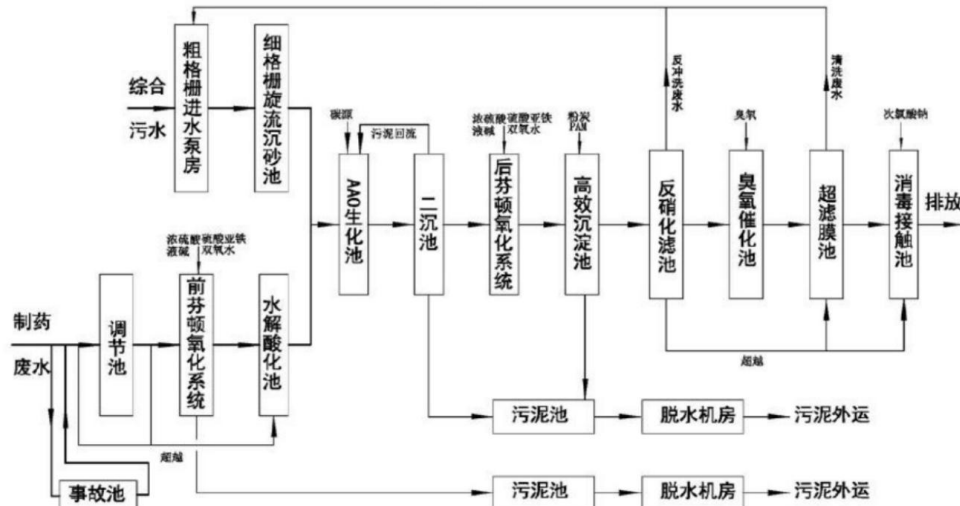 综合
污水
粗格栅进水泵房
细格栅旋流沉砂池
制药
废水
调节池
浓硫酸硫酸亚铁
液碱 双氧水
前芬顿氧化系统
水解酸化池
超越
事故池
碳源
污泥回流
AAO生化池
二沉池
浓硫酸硫酸亚铁
液碱 双氧水
后芬顿氧化系统
粉炭
PAM
高效沉淀池
反冲洗废水
反硝化滤池
臭氧
臭氧催化池
清洗废水
超滤膜池
次氯酸钠
消毒接触池
排放
超越
污泥池
脱水机房
污泥外运
污泥池
脱水机房
污泥外运